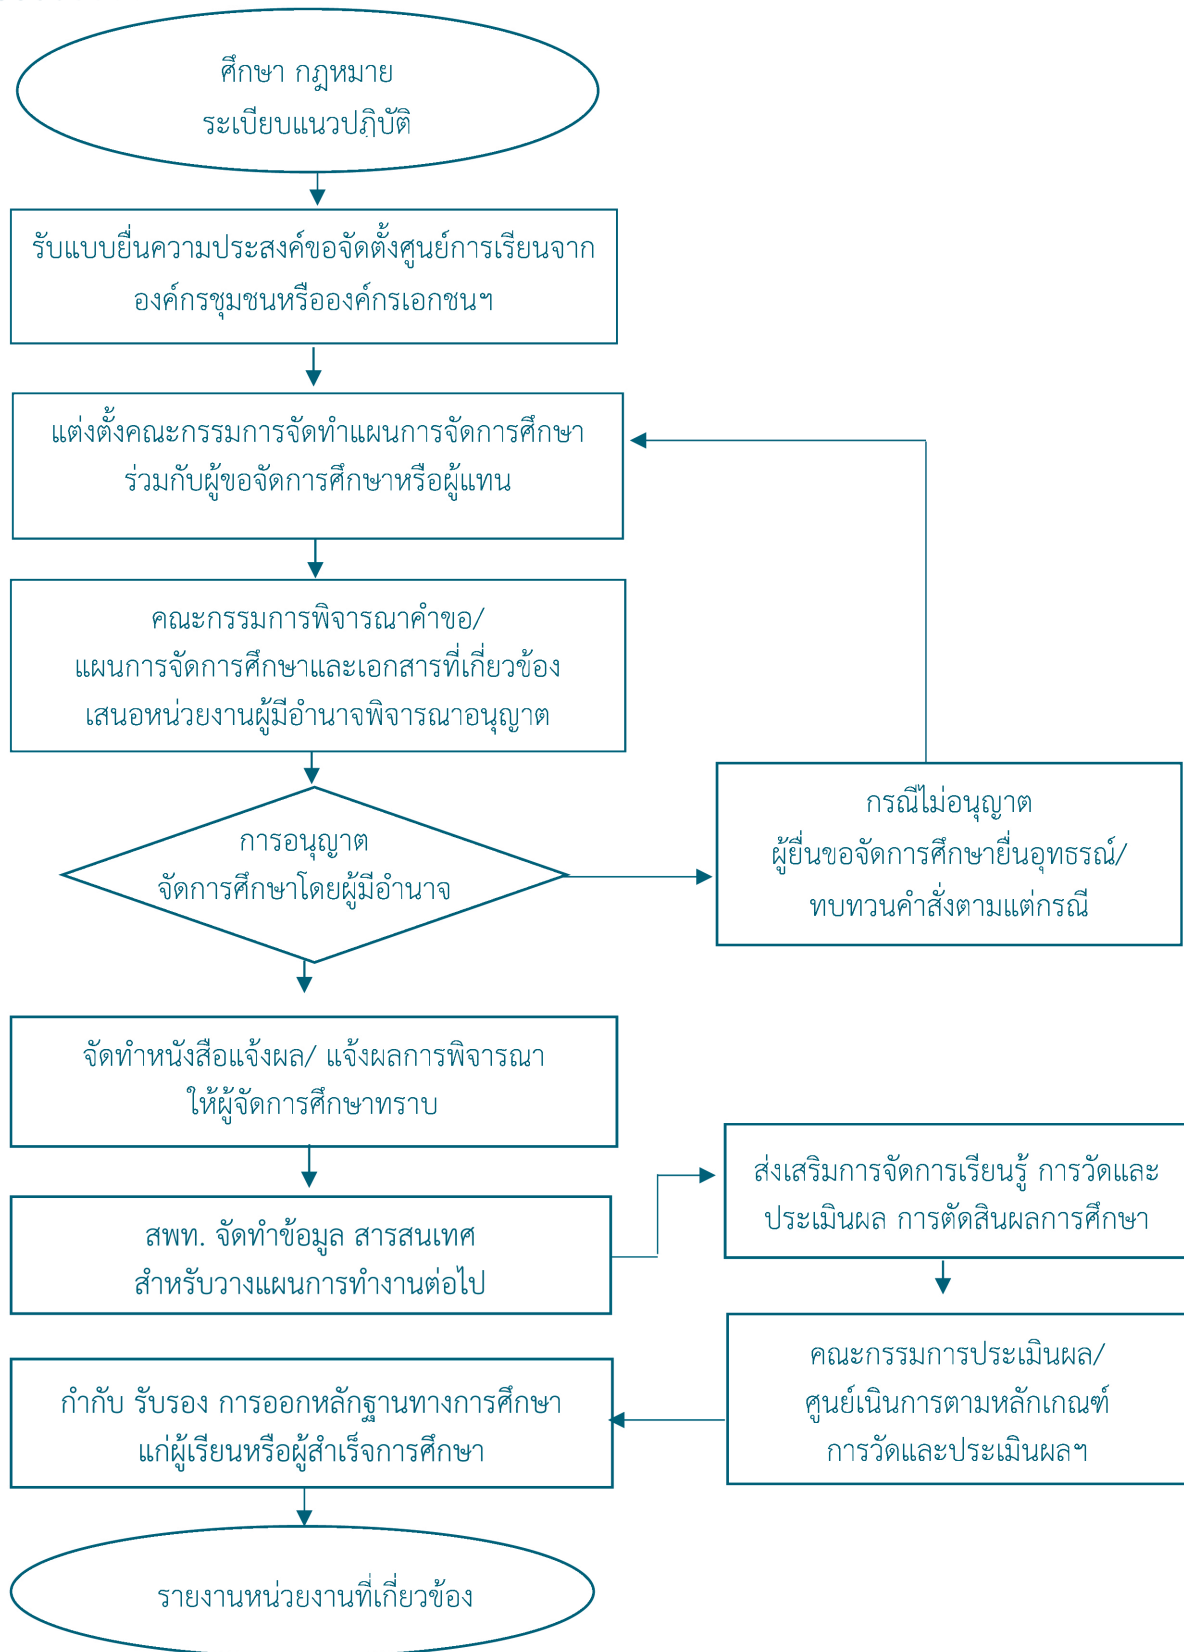 ศึกษา กฎหมาย
ระเบียบแนวปฏิบัติ
รับแบบยื่นความประสงค์ขอจัดตั้งศูนย์การเรียนจาก
องค์กรชุมชนหรือองค์กรเอกชนฯ
แต่งตั้งคณะกรรมการจัดทำแผนการจัดการศึกษา
ร่วมกับผู้ขอจัดการศึกษาหรือผู้แทน
คณะกรรมการพิจารณาคำขอ/
แผนการจัดการศึกษาและเอกสารที่เกี่ยวข้อง
เสนอหน่วยงานผู้มีอำนาจพิจารณาอนุญาต
การอนุญาต
จัดการศึกษาโดยผู้มีอำนาจ
กรณีไม่อนุญาต
ผู้ยื่นขอจัดการศึกษายื่นอุทธรณ์/
ทบทวนคำสั่งตามแต่กรณี
จัดทำหนังสือแจ้งผล/ แจ้งผลการพิจารณา
ให้ผู้จัดการศึกษาทราบ
สพท. จัดทำข้อมูล สารสนเทศ
สำหรับวางแผนการทำงานต่อไป
ส่งเสริมการจัดการเรียนรู้ การวัดและ
ประเมินผล การตัดสินผลการศึกษา
คณะกรรมการประเมินผล/
ศูนย์เนินการตามหลักเกณฑ์
การวัดและประเมินผลฯ
กำกับ รับรอง การออกหลักฐานทางการศึกษา
แก่ผู้เรียนหรือผู้สำเร็จการศึกษา
รายงานหน่วยงานที่เกี่ยวข้อง